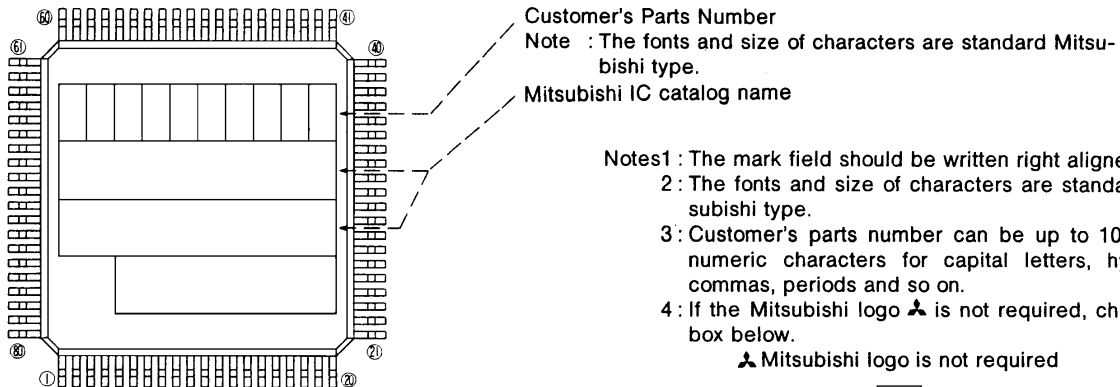 60
41
61
40
80
21
1
20
Customer's Parts Number
Note : The fonts and size of characters are standard Mitsu-
bishi type.
Mitsubishi IC catalog name
Notes1 : The mark field should be written right aligne
2 : The fonts and size of characters are standa
subishi type.
3 : Customer's parts number can be up to 10
numeric characters for capital letters, h
commas, periods and so on.
4 : If the Mitsubishi logo is not required, ch
box below.
Mitsubishi logo is not required